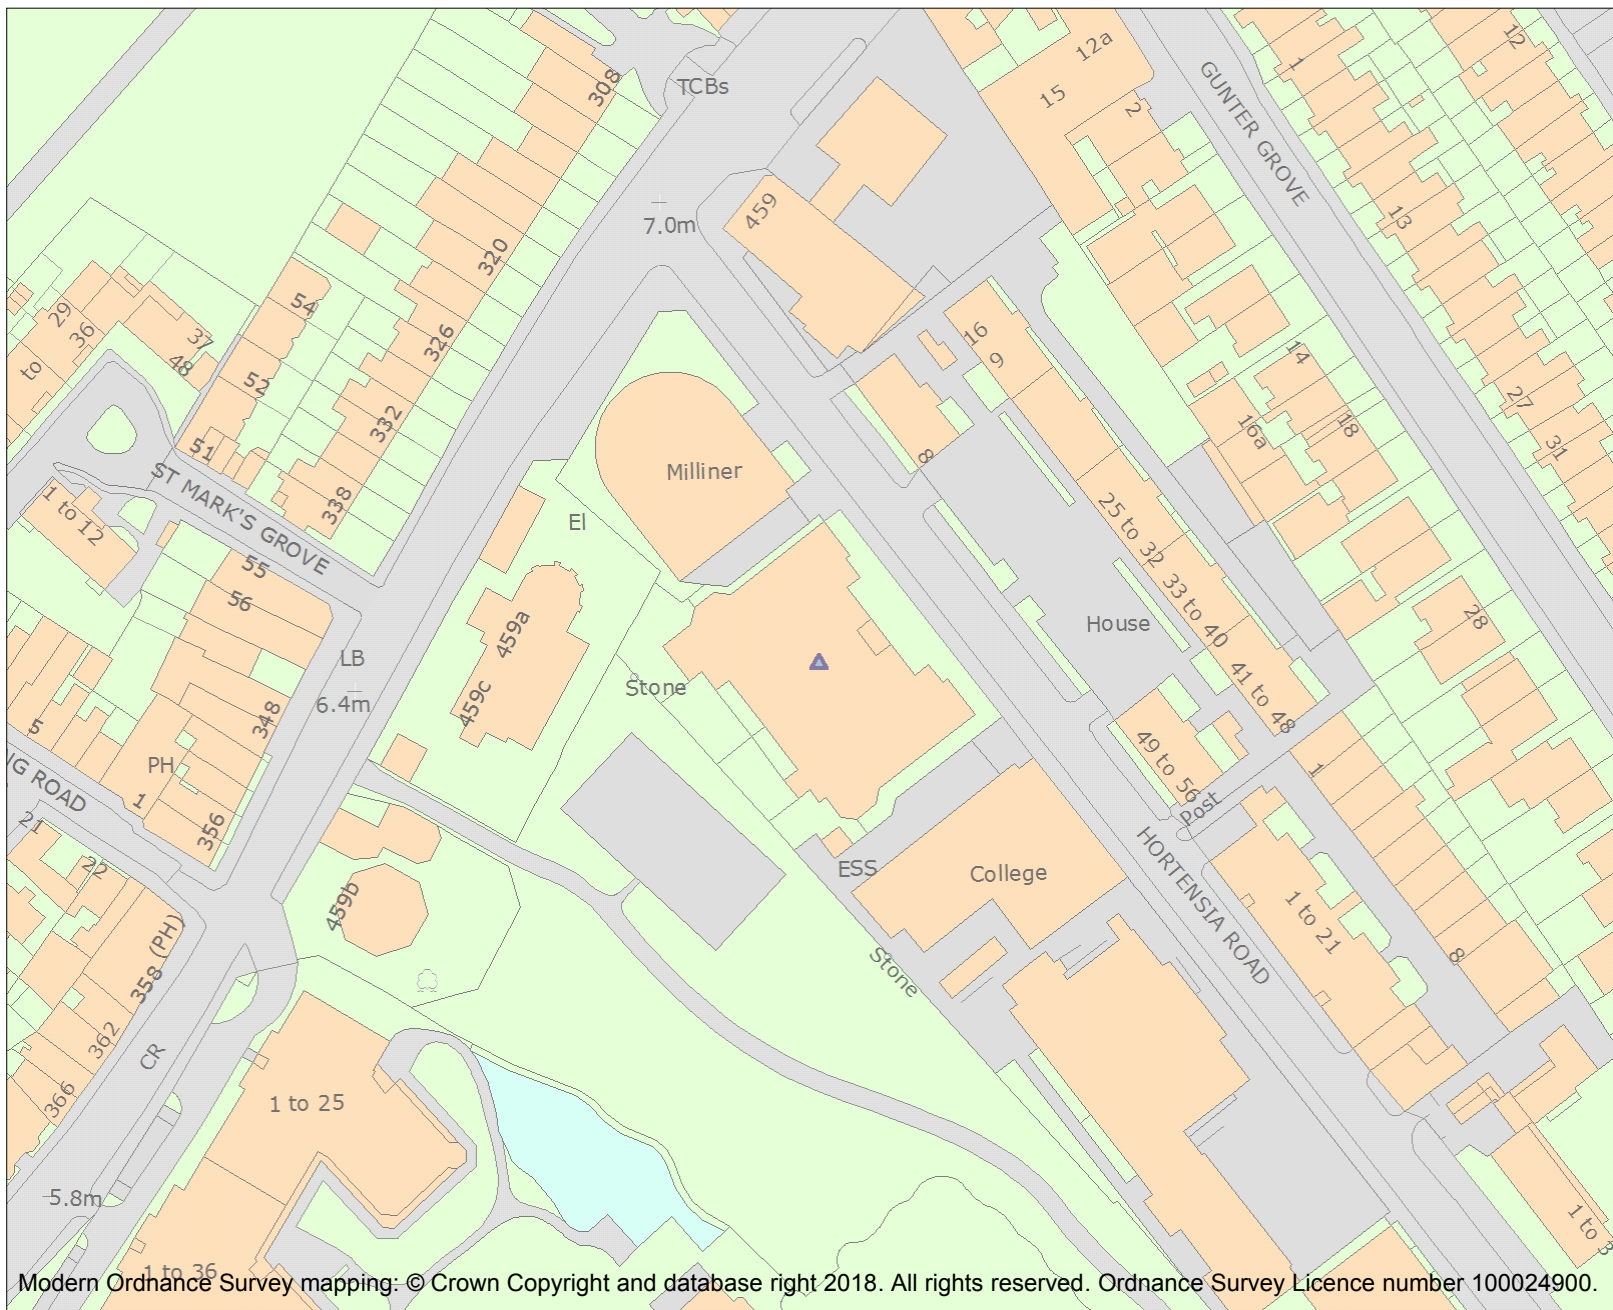 308
TCBs
12a
15
2
GUNTER GROVE
1
12
459
7.0m
320
13
54
29
to
36
37
48
326
16
9
14
27
52
332
8
16a
18
31
51
Milliner
338
ST MARK'S GROVE
1 to 12
El
25 to 32
55
56
33 to 40
House
28
459a
LB
6.4m
459c
Stone
41 to 48
5
348
PH
NG ROAD
1
356
49 to 56
Post
1
21
22
459b
ESS
College
HORTENSIA ROAD
1 to 21
358 (PH)
Stone
8
362
CR
366
1 to 25
5.8m
1 to 36
Modern Ordnance Survey mapping: © Crown Copyright and database right 2018. All rights reserved. Ordnance Survey Licence number 100024900.